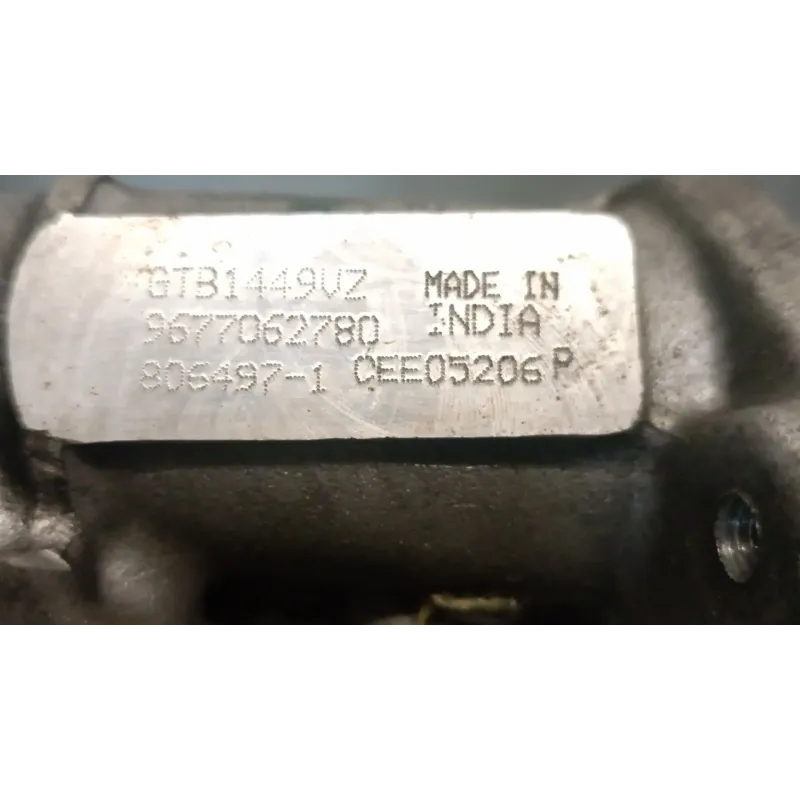 GTB1449VZ MADE IN
9677062780 INDIA
806497-1 CEE05206 P